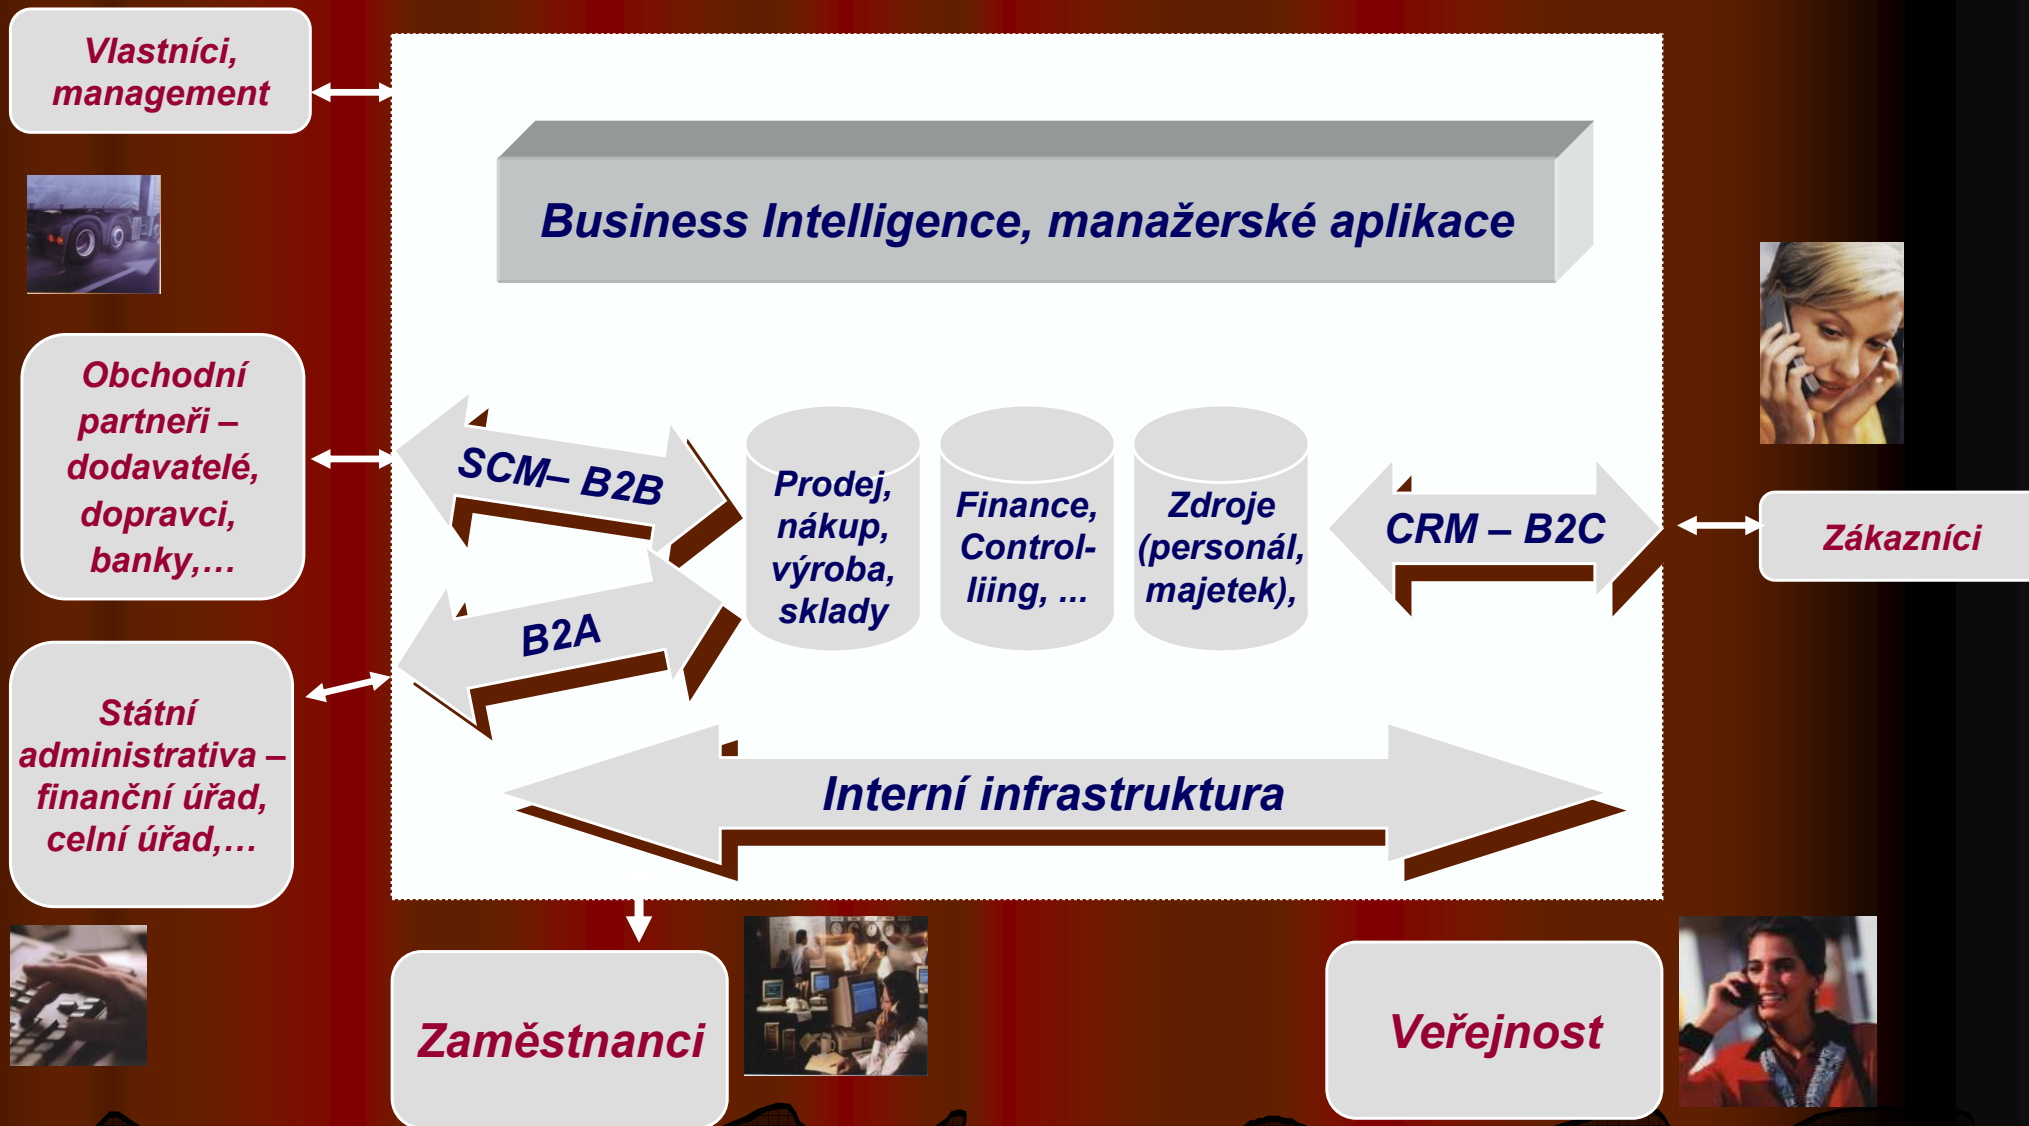 Vlastníci,
management
Business Intelligence, manažerské aplikace
Obchodní
partneři –
dodavatelé,
dopravci,
banky,…
SCM– B2B
B2A
Prodej,
nákup,
výroba,
sklady
Finance,
Control-
liing, ...
Zdroje
(personál,
majetek),
CRM – B2C
Zákazníci
Státní
administrativa –
finanční úřad,
celní úřad,…
Interní infrastruktura
Zaměstnanci
Veřejnost